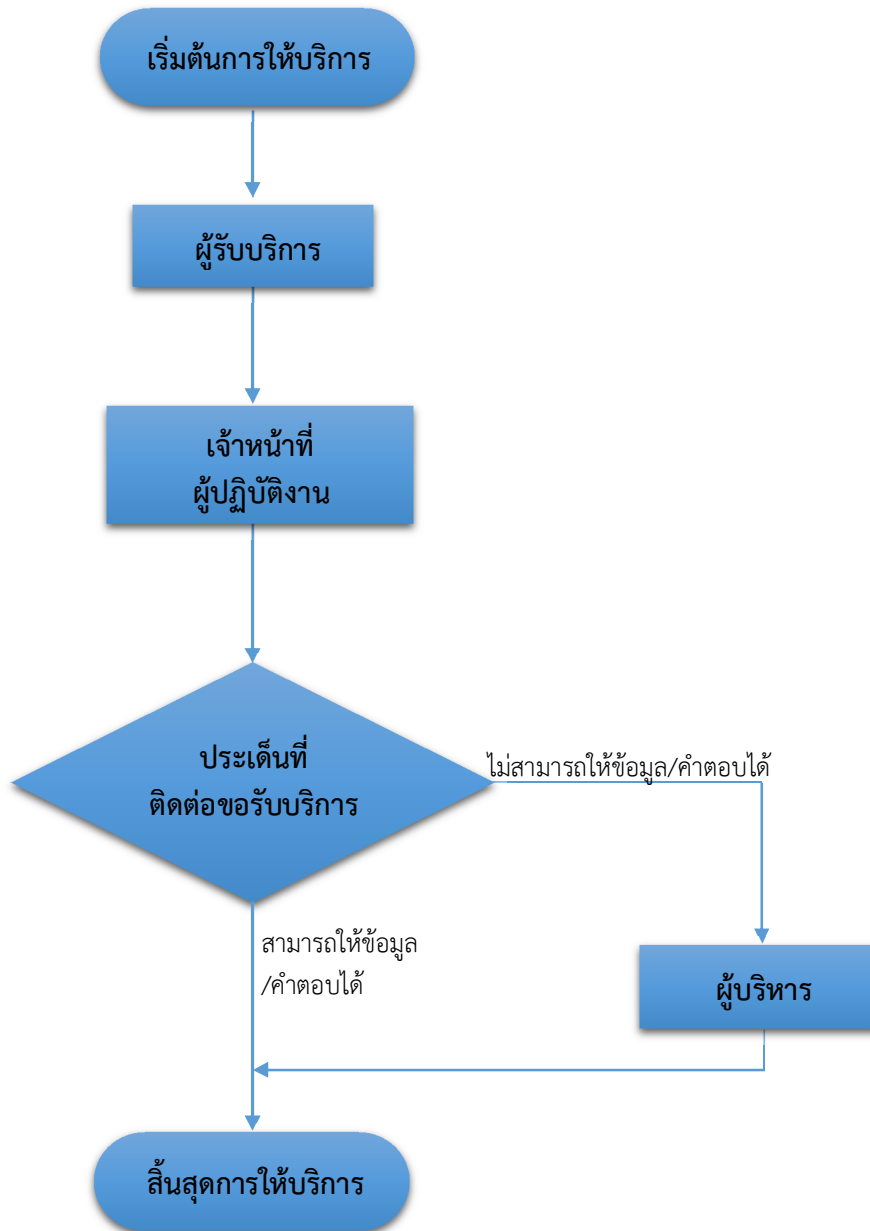 เริ่มต้นการให้บริการ
ผู้รับบริการ
เจ้าหน้าที่
ผู้ปฏิบัติงาน
ประเด็นที่
ติดต่อขอรับบริการ
ไม่สามารถให้ข้อมูล/คำตอบได้
สามารถให้ข้อมูล
/คำตอบได้
ผู้บริหาร
สิ้นสุดการให้บริการ